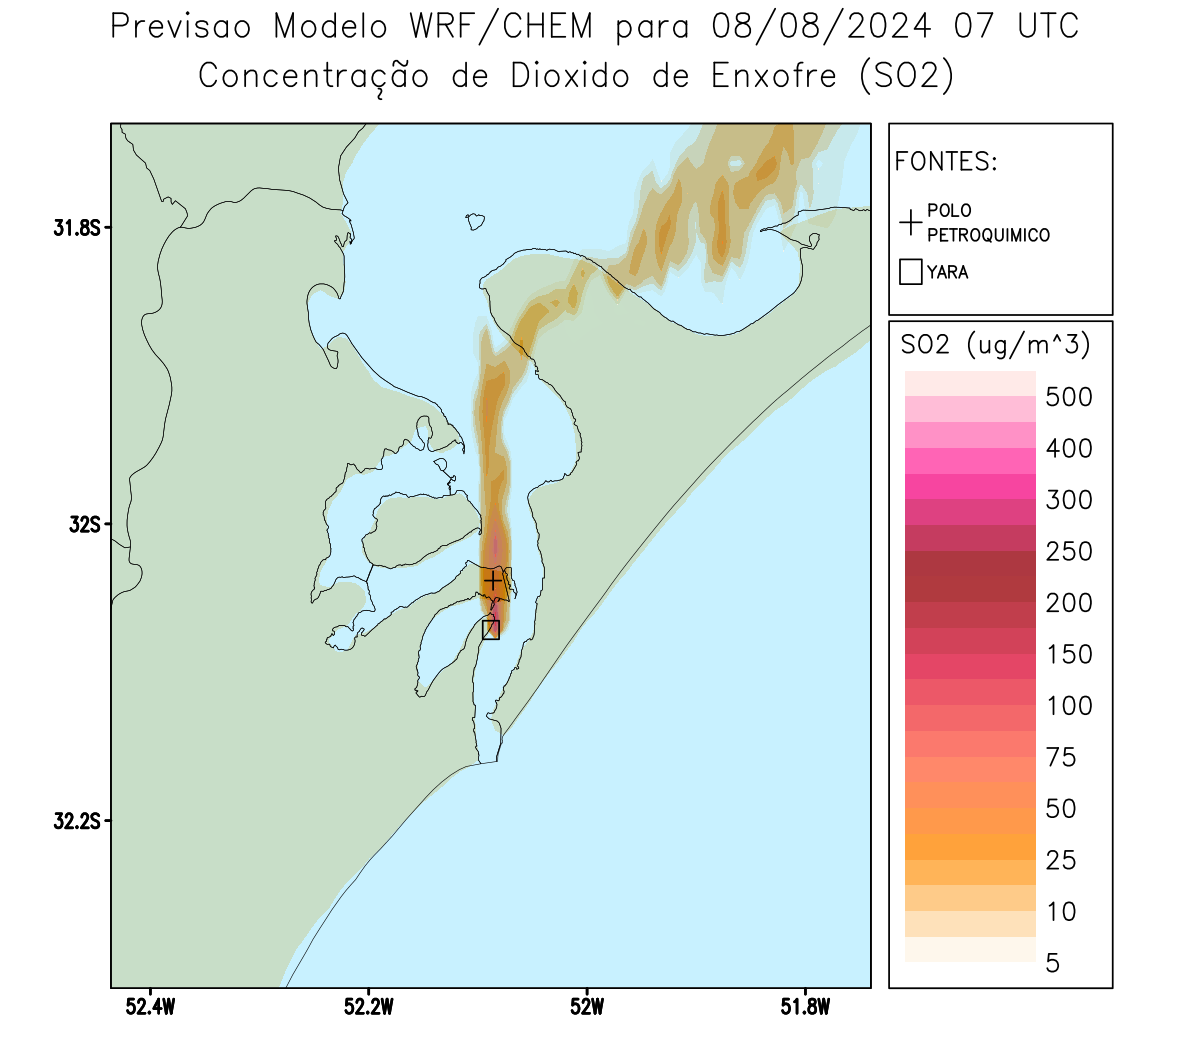 Previsao Modelo WRF/CHEM para 08/08/2024 07 UTC
Concentração de Dioxido de Enxofre (SO2)
FONTES:
POLO
PETROQUIMICO
YARA
SO2 (ug/m^3)
500
400
300
250
200
150
100
75
50
25
10
5
31.8S
32S
32.2S
52.4W 52.2W 52W 51.8W